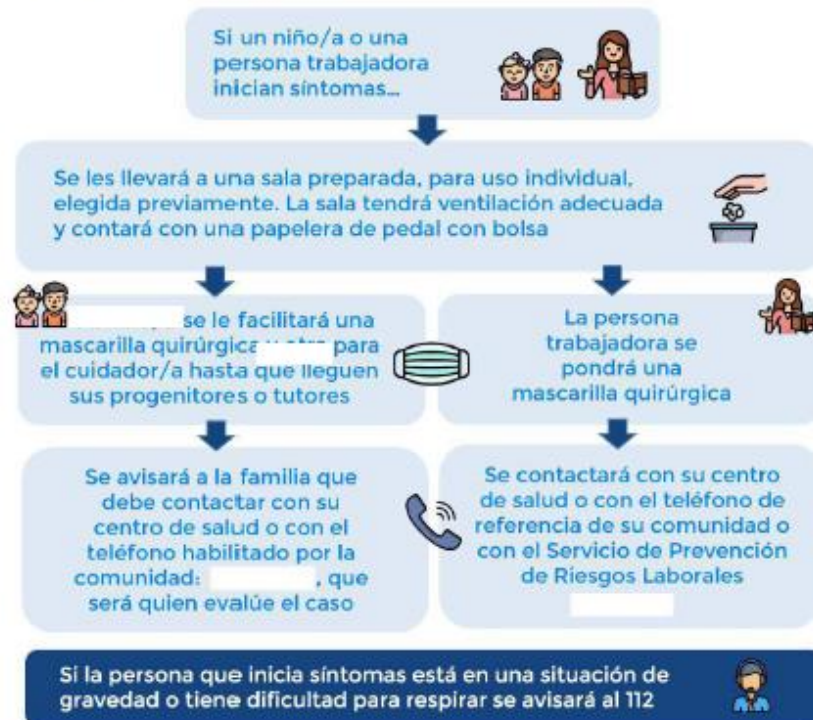 Si un niño/a o una
persona trabajadora
inician síntomas...
Se les llevará a una sala preparada, para uso individual,
elegida previamente. La sala tendrá ventilación adecuada
y contará con una papelera de pedal con bolsa
se le facilitará una
mascarilla quirúrgica para
el cuidador/a hasta que lleguen
sus progenitores o tutores
La persona
trabajadora se
pondrá una
mascarilla quirúrgica
Se avisará a la familia que
debe contactar con su
centro de salud o con el
teléfono habilitado por la
comunidad: , que
será quien evalúe el caso
Se contactará con su centro
de salud o con el teléfono de
referencia de su comunidad o
con el Servicio de Prevención
de Riesgos Laborales
Si la persona que inicia síntomas está en una situación de
gravedad o tiene dificultad para respirar se avisará al 112